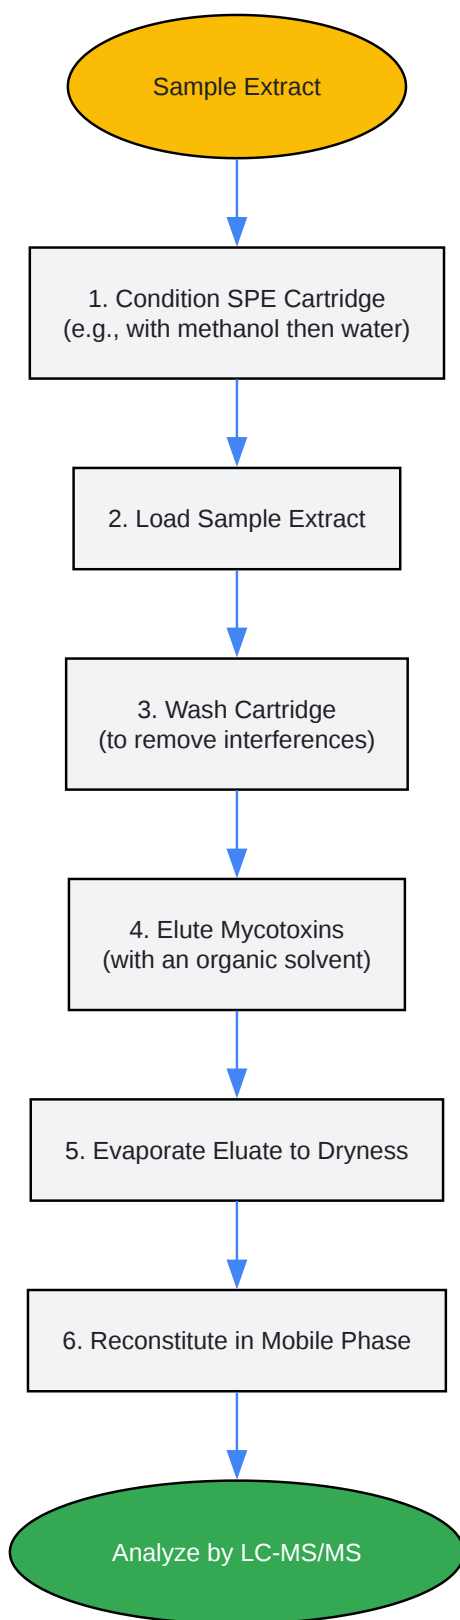 Sample Extract
1. Condition SPE Cartridge
(e.g., with methanol then water)
2. Load Sample Extract
3. Wash Cartridge
(to remove interferences)
4. Elute Mycotoxins
(with an organic solvent)
5. Evaporate Eluate to Dryness
6. Reconstitute in Mobile Phase
Analyze by LC-MS/MS